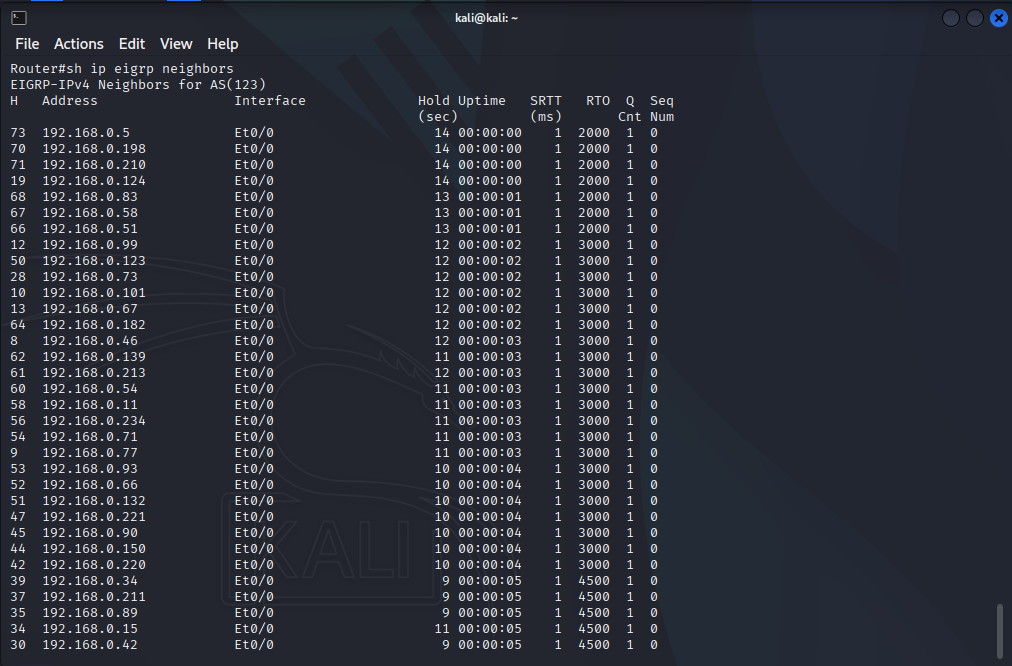 kali@kali: ~
File Actions Edit View Help
Router#sh ip eigrp neighbors
EIGRP-IPv4 Neighbors for AS(123)
H Address Interface Hold Uptime SRTT RTO Q Seq
(sec) (ms) Cnt Num
73 192.168.0.5 Et0/0 14 00:00:00 1 2000 1 0
70 192.168.0.198 Et0/0 14 00:00:00 1 2000 1 0
71 192.168.0.210 Et0/0 14 00:00:00 1 2000 1 0
19 192.168.0.124 Et0/0 14 00:00:00 1 2000 1 0
68 192.168.0.83 Et0/0 13 00:00:01 1 2000 1 0
67 192.168.0.58 Et0/0 13 00:00:01 1 2000 1 0
66 192.168.0.51 Et0/0 13 00:00:01 1 2000 1 0
12 192.168.0.99 Et0/0 12 00:00:02 1 3000 1 0
50 192.168.0.123 Et0/0 12 00:00:02 1 3000 1 0
28 192.168.0.73 Et0/0 12 00:00:02 1 3000 1 0
10 192.168.0.101 Et0/0 12 00:00:02 1 3000 1 0
13 192.168.0.67 Et0/0 12 00:00:02 1 3000 1 0
64 192.168.0.182 Et0/0 12 00:00:02 1 3000 1 0
8 192.168.0.46 Et0/0 12 00:00:03 1 3000 1 0
62 192.168.0.139 Et0/0 11 00:00:03 1 3000 1 0
61 192.168.0.213 Et0/0 12 00:00:03 1 3000 1 0
60 192.168.0.54 Et0/0 11 00:00:03 1 3000 1 0
58 192.168.0.11 Et0/0 11 00:00:03 1 3000 1 0
56 192.168.0.234 Et0/0 11 00:00:03 1 3000 1 0
54 192.168.0.71 Et0/0 11 00:00:03 1 3000 1 0
9 192.168.0.77 Et0/0 11 00:00:03 1 3000 1 0
53 192.168.0.93 Et0/0 10 00:00:04 1 3000 1 0
52 192.168.0.66 Et0/0 10 00:00:04 1 3000 1 0
51 192.168.0.132 Et0/0 10 00:00:04 1 3000 1 0
47 192.168.0.221 Et0/0 10 00:00:04 1 3000 1 0
45 192.168.0.90 Et0/0 10 00:00:04 1 3000 1 0
44 192.168.0.150 Et0/0 10 00:00:04 1 3000 1 0
42 192.168.0.220 Et0/0 10 00:00:04 1 3000 1 0
39 192.168.0.34 Et0/0 9 00:00:05 1 4500 1 0
37 192.168.0.211 Et0/0 9 00:00:05 1 4500 1 0
35 192.168.0.89 Et0/0 9 00:00:05 1 4500 1 0
34 192.168.0.15 Et0/0 11 00:00:05 1 4500 1 0
30 192.168.0.42 Et0/0 9 00:00:05 1 4500 1 0
KALI